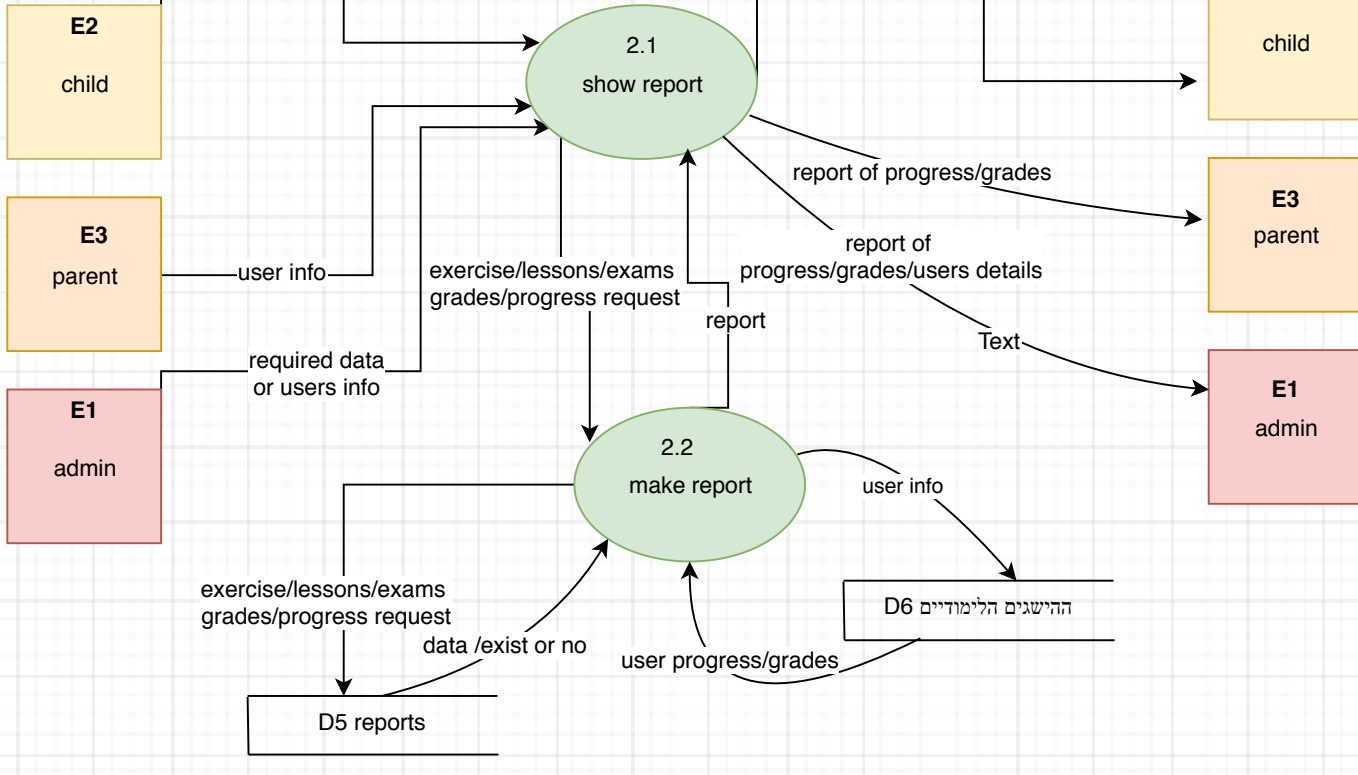 E2
child
2.1
show report
child
E3
parent
user info
report of progress/grades
E3
parent
report of
progress/grades/users details
exercise/lessons/exams
grades/progress request
report
Text
required data
or users info
E1
admin
E1
admin
2.2
make report
user info
exercise/lessons/exams
grades/progress request
data /exist or no
user progress/grades
D6 ההישגים הלימודיים
D5 reports